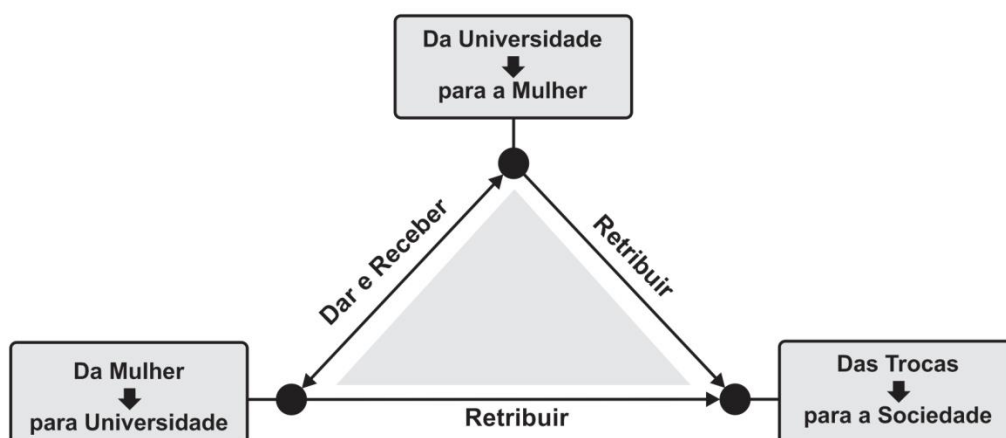 Da Universidade
para a Mulher
Dar e Receber
Retribuir
Da Mulher
para Universidade
Retribuir
Das Trocas
para a Sociedade